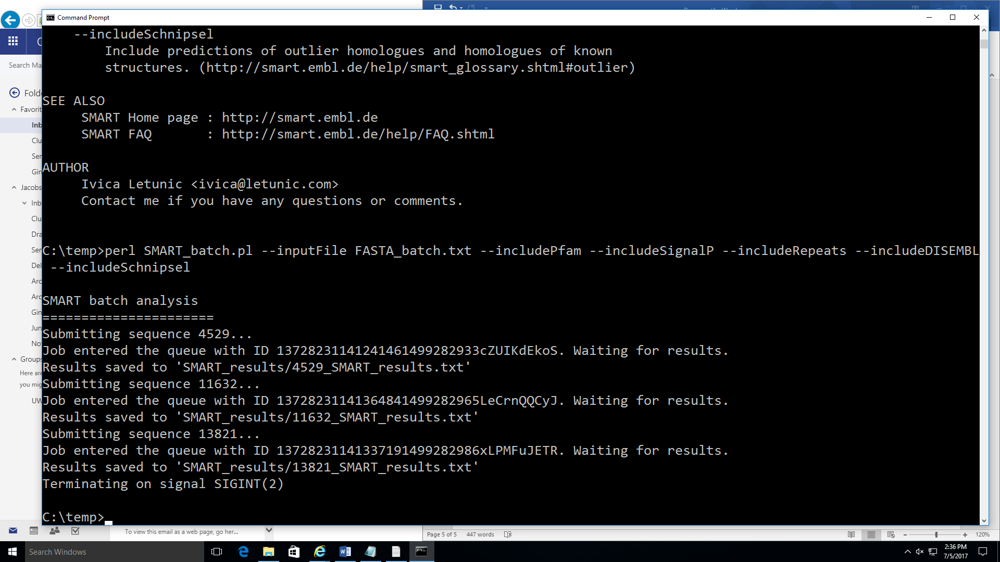 Command Prompt
--includeSchnipsel
Include predictions of outlier homologues and homologues of known
structures. (http://smart.embl.de/help/smart_glossary.shtml#outlier)
SEE ALSO
SMART Home page : http://smart.embl.de
SMART FAQ : http://smart.embl.de/help/FAQ.shtml
AUTHOR
Ivica Letunic <ivica@letunic.com>
Contact me if you have any questions or comments.
C:\temp>perl SMART_batch.pl --inputFile FASTA_batch.txt --includePfam --includeSignalP --includeRepeats --includeDISEMBL
--includeSchnipsel
SMART batch analysis
======================
Submitting sequence 4529...
Job entered the queue with ID 13728231141241461499282933cZUIKdEkoS. Waiting for results.
Results saved to 'SMART_results/4529_SMART_results.txt'
Submitting sequence 11632...
Job entered the queue with ID 13728231141364841499282965LeCrnQQCyJ. Waiting for results.
Results saved to 'SMART_results/11632_SMART_results.txt'
Submitting sequence 13821...
Job entered the queue with ID 13728231141337191499282986xLPMFuJETR. Waiting for results.
Results saved to 'SMART_results/13821_SMART_results.txt'
Terminating on signal SIGINT(2)
C:\temp>
Search Ma
Fold
Favorit
Inb
Clu
Ser
Gin
Jacobs
Inb
Clu
Dra
Sen
Del
Arc
Arc
Gin
Jun
No
Groups
Here are
you mig
UW
To view this email as a web page, go her...
Page 5 of 5 447 words
120%
Search Windows
2:36 PM
7/5/2017